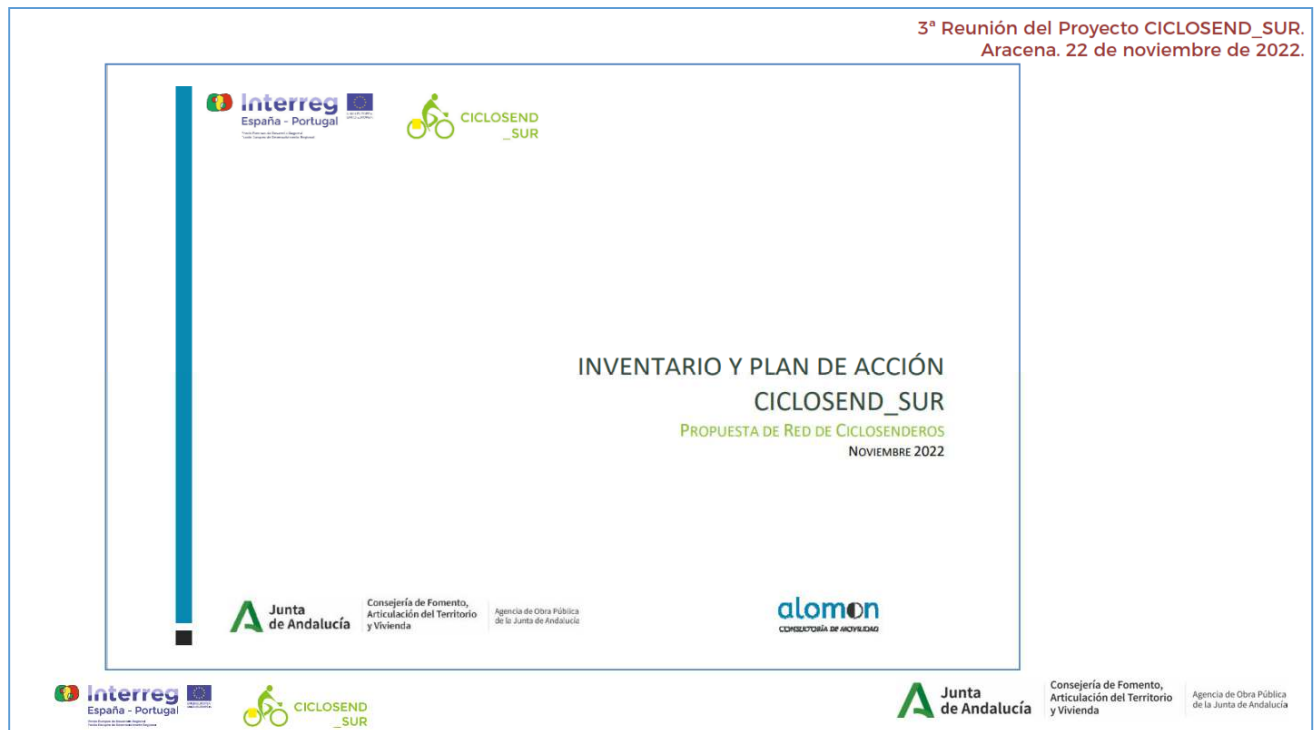 3ª Reunión del Proyecto CICLOSEND_SUR.
Aracena. 22 de noviembre de 2022.
Interreg
España - Portugal
CICLOSEND
_SUR
INVENTARIO Y PLAN DE ACCIÓN
CICLOSEND_SUR
PROPUESTA DE RED DE CICLOSENDEROS
NOVIEMBRE 2022
Junta
de Andalucía
Consejería de Fomento,
Articulación del Territorio
y Vivienda
Agencia de Obra Pública
de la Junta de Andalucía
alomon
CONSULTORÍA DE MOVILIDAD
Interreg
España - Portugal
CICLOSEND
_SUR
Junta
de Andalucía
Consejería de Fomento,
Articulación del Territorio
y Vivienda
Agencia de Obra Pública
de la Junta de Andalucía